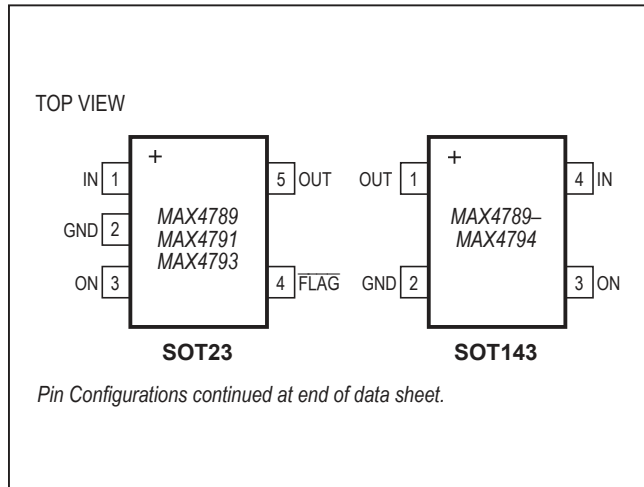 TOP VIEW
+
IN 1
GND 2
ON 3
MAX4789
MAX4791
MAX4793
5 OUT
4 F̅L̅A̅G̅
SOT23
+
OUT 1
GND 2
MAX4789–
MAX4794
4 IN
3 ON
SOT143
Pin Configurations continued at end of data sheet.